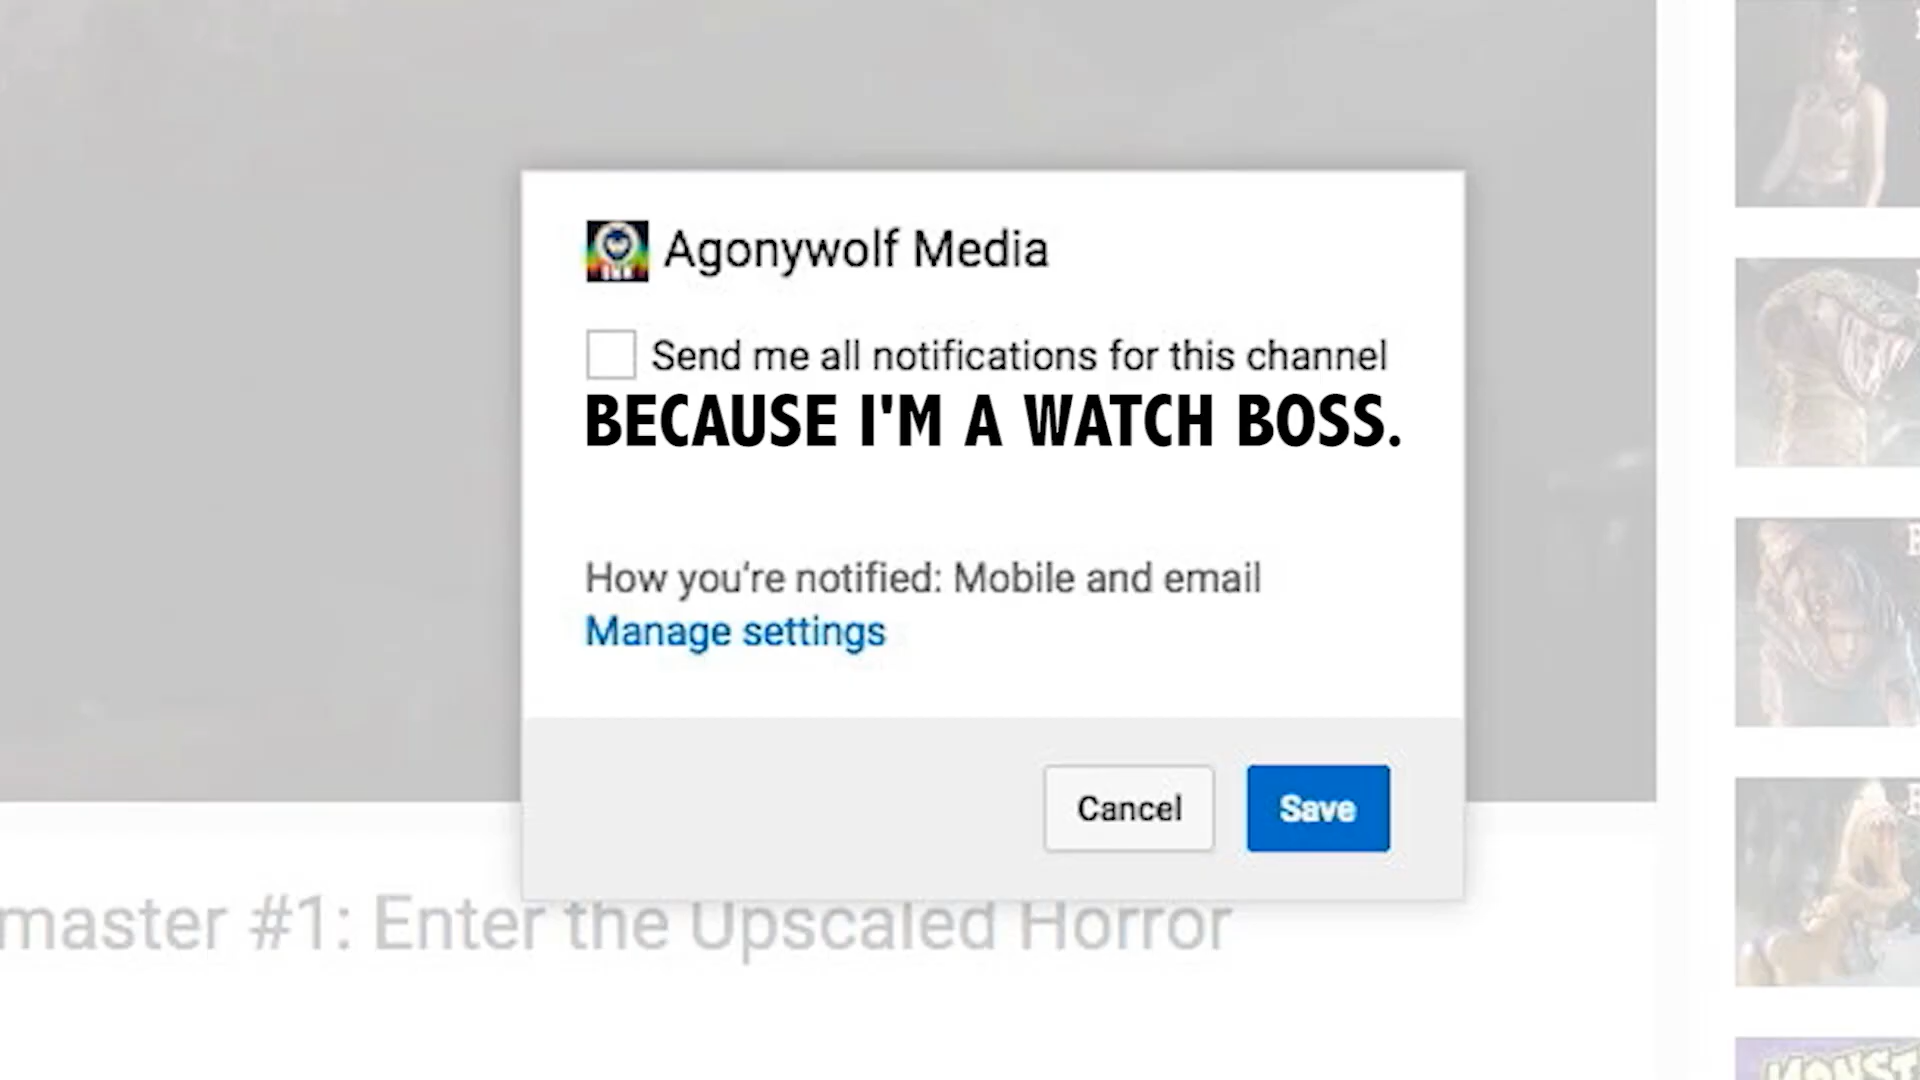 Agonywolf Media
Send me all notifications for this channel
BECAUSE I'M A WATCH BOSS.
How you're notified: Mobile and email
Manage settings
Cancel
Save
master #1: Enter the Upscaled Horror
MONST